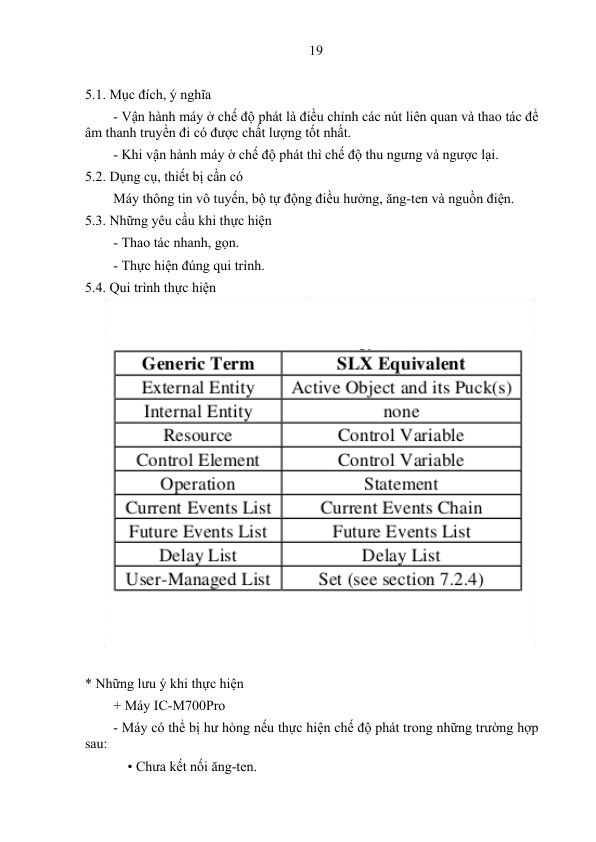 19
5.1. Mục đích, ý nghĩa
- Vận hành máy ở chế độ phát là điều chỉnh các nút liên quan và thao tác để
âm thanh truyền đi có được chất lượng tốt nhất.
- Khi vận hành máy ở chế độ phát thì chế độ thu ngưng và ngược lại.
5.2. Dụng cụ, thiết bị cần có
Máy thông tin vô tuyến, bộ tự động điều hưởng, ăng-ten và nguồn điện.
5.3. Những yêu cầu khi thực hiện
- Thao tác nhanh, gọn.
- Thực hiện đúng qui trình.
5.4. Qui trình thực hiện
Generic Term SLX Equivalent
External Entity Active Object and its Puck(s)
Internal Entity none
Resource Control Variable
Control Element Control Variable
Operation Statement
Current Events List Current Events Chain
Future Events List Future Events List
Delay List Delay List
User-Managed List Set (see section 7.2.4)
* Những lưu ý khi thực hiện
+ Máy IC-M700Pro
- Máy có thể bị hư hỏng nếu thực hiện chế độ phát trong những trường hợp
sau:
• Chưa kết nối ăng-ten.